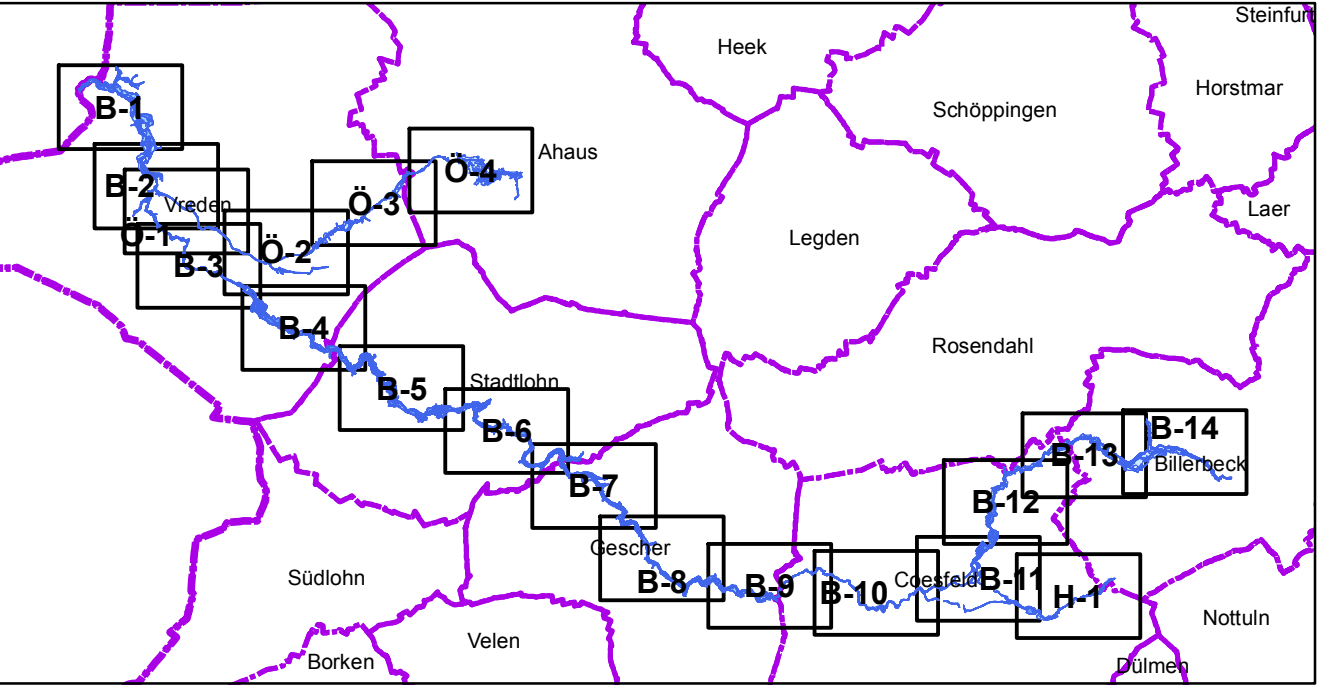 Steinfurt
Heek
Horstmar
B-1
Schöppingen
Ahaus
Ö-4
B-2
Vreden
Ö-3
Laer
Ö-1
Legden
Ö-2
B-3
B-4
Rosendahl
Stadtlohn
B-5
B-6
B-14
B-13
Billerbeck
B-7
B-12
Gescher
Südlohn
B-8
B-9
B-10
Coesfeld
B-11
H-1
Nottuln
Velen
Borken
Dülmen